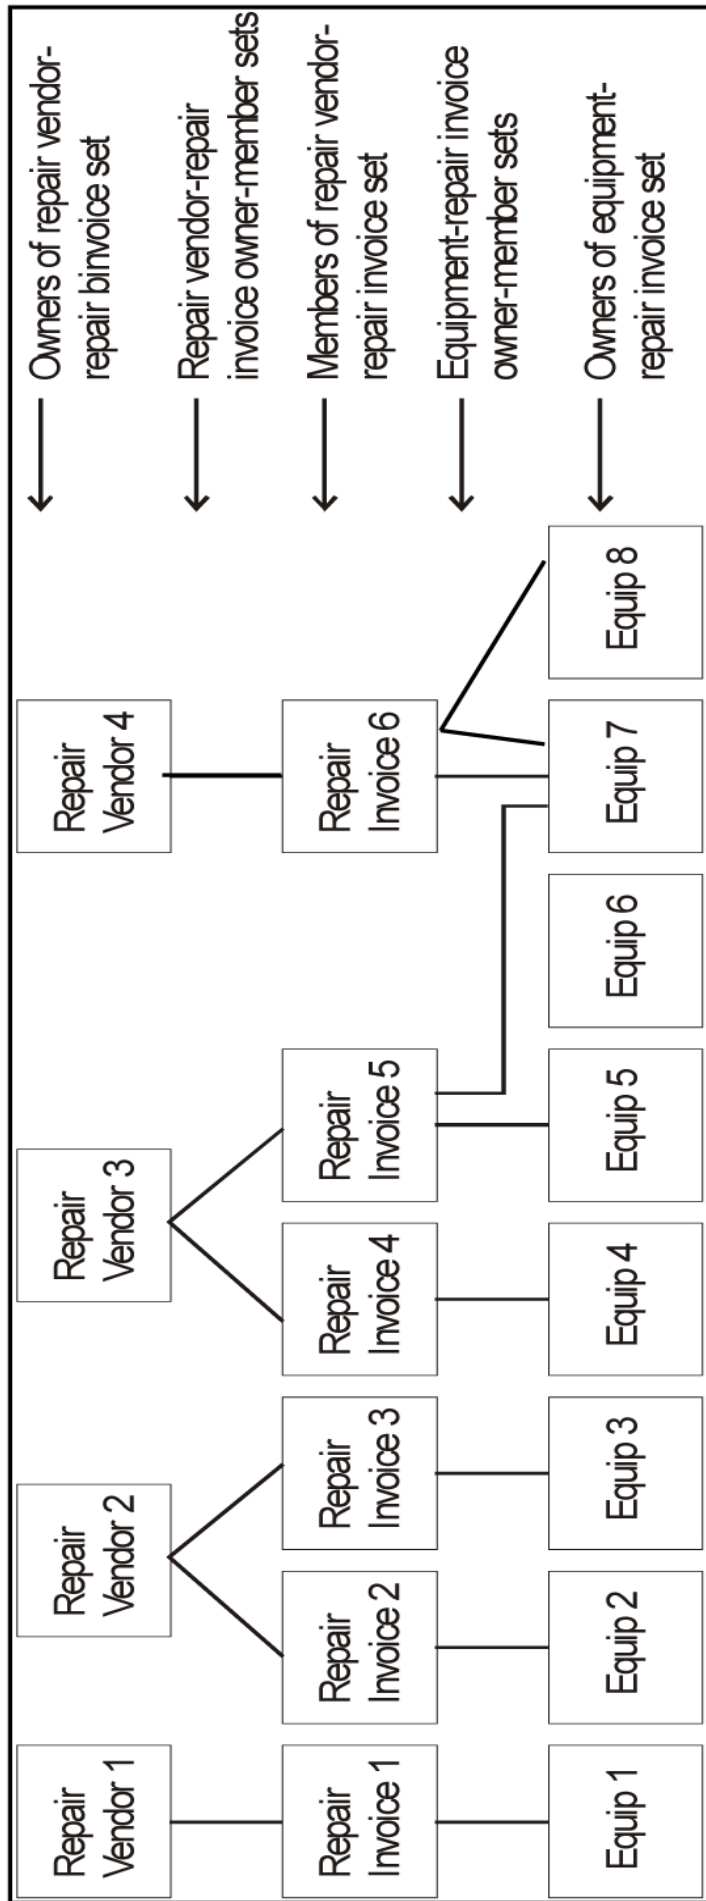 Repair
Vendor 1
Repair
Vendor 2
Repair
Vendor 3
Repair
Vendor 4
Owners of repair vendor-
repair binvoice set
Repair vendor-repair
invoice owner-member sets
Repair
Invoice 1
Repair
Invoice 2
Repair
Invoice 3
Repair
Invoice 4
Repair
Invoice 5
Repair
Invoice 6
Members of repair vendor-
repair invoice set
Equipment-repair invoice
owner-member sets
Equip 1
Equip 2
Equip 3
Equip 4
Equip 5
Equip 6
Equip 7
Equip 8
Owners of equipment-
repair invoice set